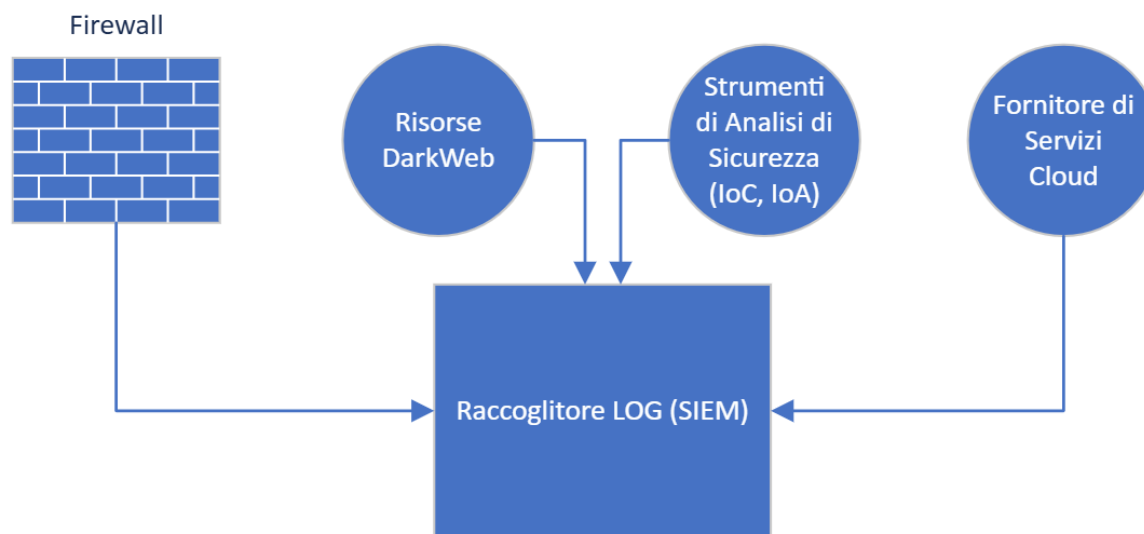 Firewall
Risorse
DarkWeb
Strumenti
di Analisi di
Sicurezza
(IoC, IoA)
Fornitore di
Servizi
Cloud
Raccoglitore LOG (SIEM)